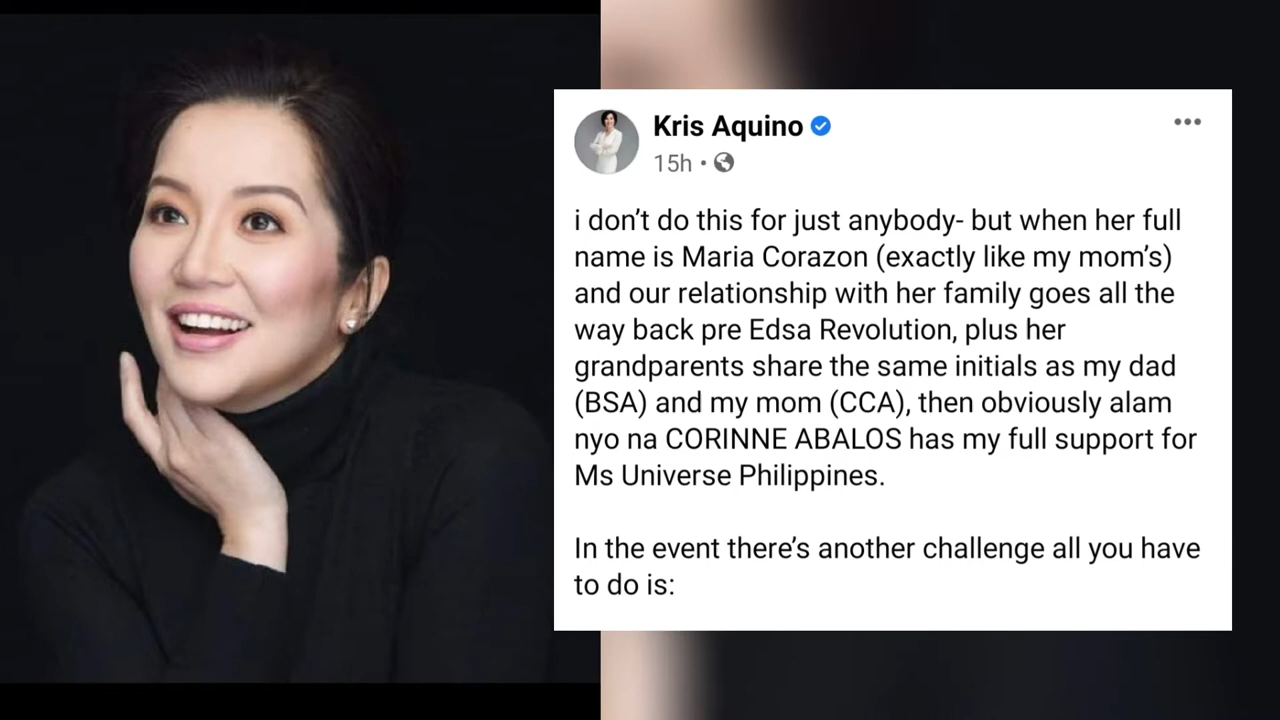 Kris Aquino
15h •
i don't do this for just anybody- but when her full
name is Maria Corazon (exactly like my mom's)
and our relationship with her family goes all the
way back pre Edsa Revolution, plus her
grandparents share the same initials as my dad
(BSA) and my mom (CCA), then obviously alam
nyo na CORINNE ABALOS has my full support for
Ms Universe Philippines.
In the event there's another challenge all you have
to do is: